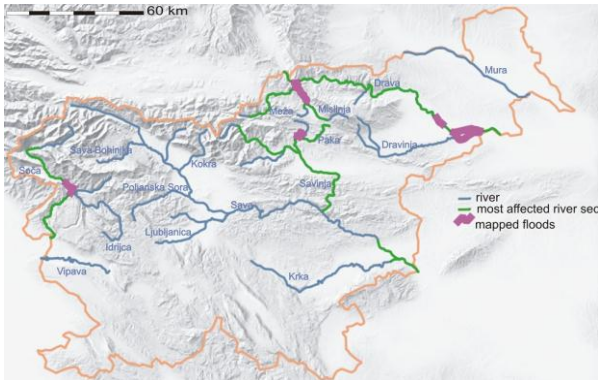 60 km
Mura
Drava
Meža
Mislinja
Sava Bohinjka
Kokra
Paka
Dravinja
Soča
Poljanska Sora
Savinja
Sava
river
most affected river sec
mapped floods
Ljubljanica
Idrijca
Vipava
Krka